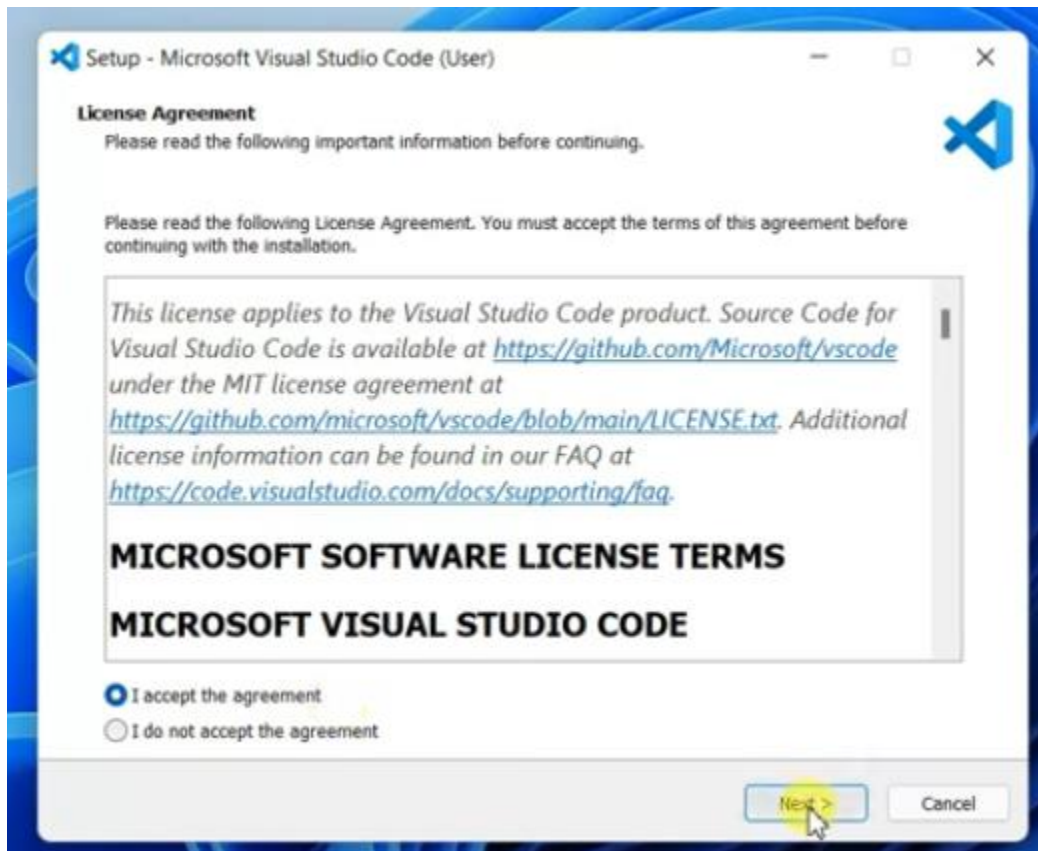 Setup - Microsoft Visual Studio Code (User)
License Agreement
Please read the following important information before continuing.
Please read the following License Agreement. You must accept the terms of this agreement before
continuing with the installation.
This license applies to the Visual Studio Code product. Source Code for
Visual Studio Code is available at https://github.com/Microsoft/vscode
under the MIT license agreement at
https://github.com/microsoft/vscode/blob/main/LICENSE.txt. Additional
license information can be found in our FAQ at
https://code.visualstudio.com/docs/supporting/faq.
MICROSOFT SOFTWARE LICENSE TERMS
MICROSOFT VISUAL STUDIO CODE
I accept the agreement
I do not accept the agreement
Next >
Cancel